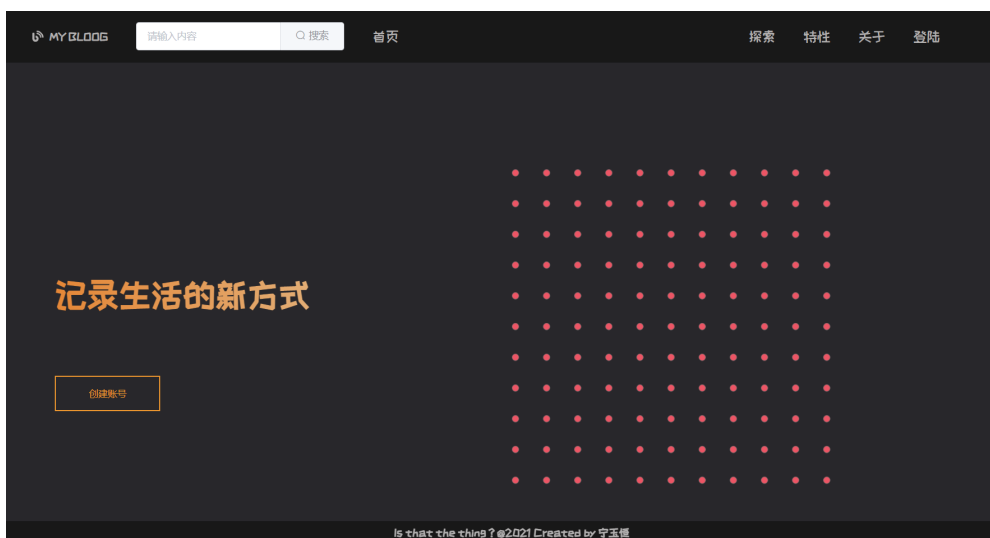 MY BLOOG
请输入内容
搜索
首页
探索
特性
关于
登陆
记录生活的新方式
创建账号
Is that the thing？@2021 Created by 宁玉恒